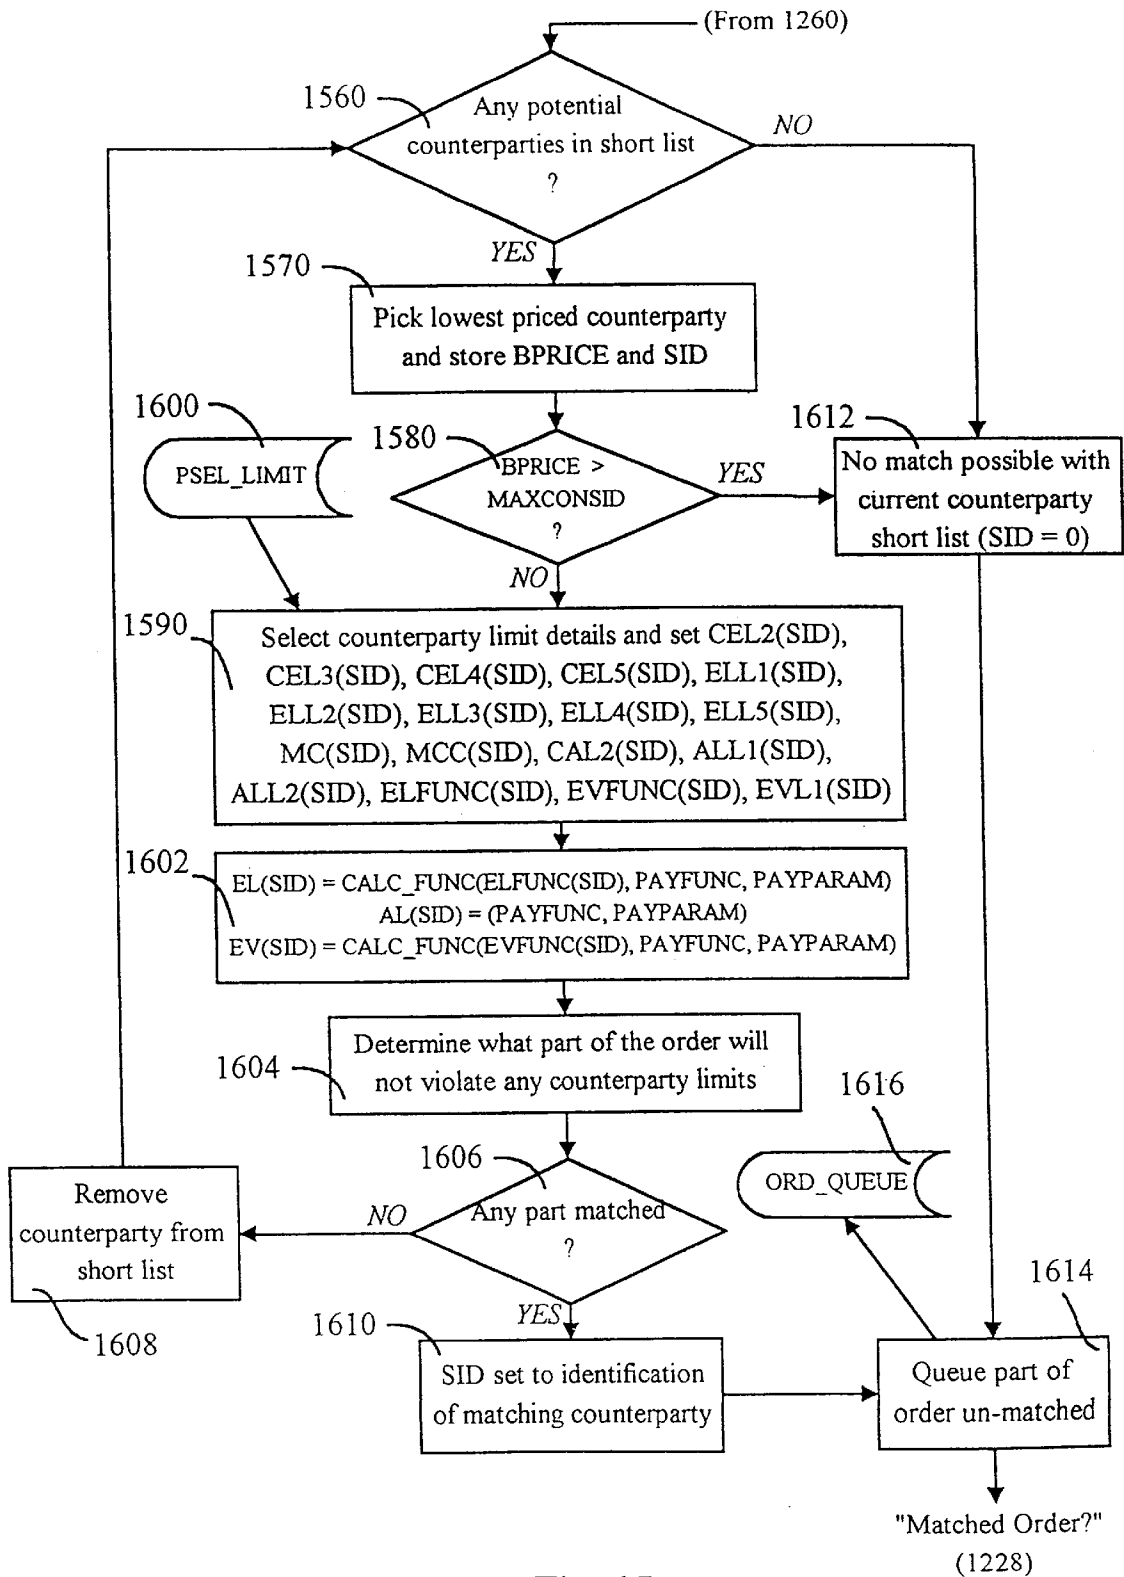 (From 1260)
1560
Any potential
counterparties in short list
?
NO
YES
1570
Pick lowest priced counterparty
and store BPRICE and SID
1600
PSEL_LIMIT
1580
BPRICE >
MAXCONSID
?
YES
NO
1612
No match possible with
current counterparty
short list (SID = 0)
1590
Select counterparty limit details and set CEL2(SID),
CEL3(SID), CEL4(SID), CEL5(SID), ELL1(SID),
ELL2(SID), ELL3(SID), ELL4(SID), ELL5(SID),
MC(SID), MCC(SID), CAL2(SID), ALL1(SID),
ALL2(SID), ELFUNC(SID), EVFUNC(SID), EVL1(SID)
1602
EL(SID) = CALC_FUNC(ELFUNC(SID), PAYFUNC, PAYPARAM)
AL(SID) = (PAYFUNC, PAYPARAM)
EV(SID) = CALC_FUNC(EVFUNC(SID), PAYFUNC, PAYPARAM)
1604
Determine what part of the order will
not violate any counterparty limits
1606
Any part matched
?
NO
YES
Remove
counterparty from
short list
1608
1616
ORD_QUEUE
1610
SID set to identification
of matching counterparty
1614
Queue part of
order un-matched
"Matched Order?"
(1228)